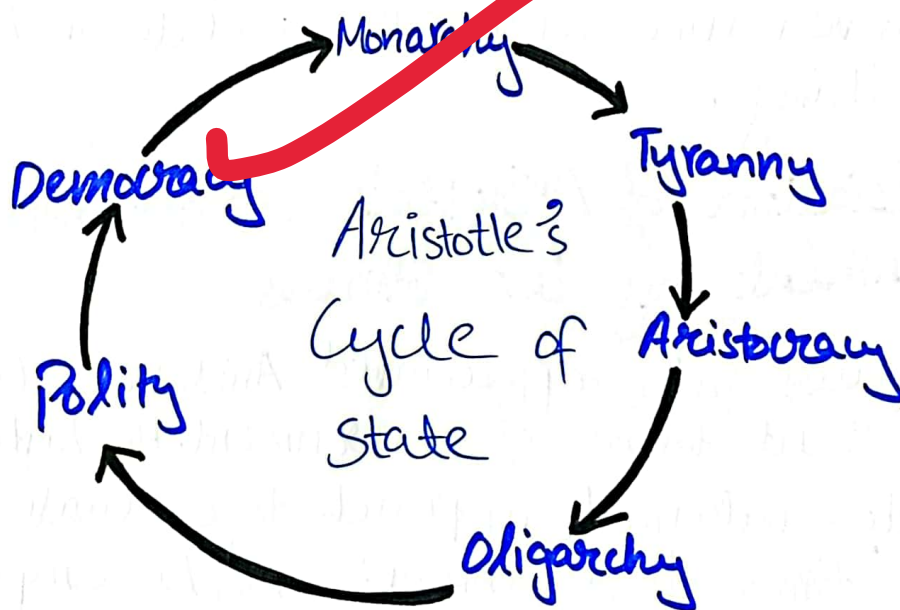 Monarchy
Tyranny
Democracy
Aristotle's
Cycle of
State
Aristocracy
Polity
Oligarchy